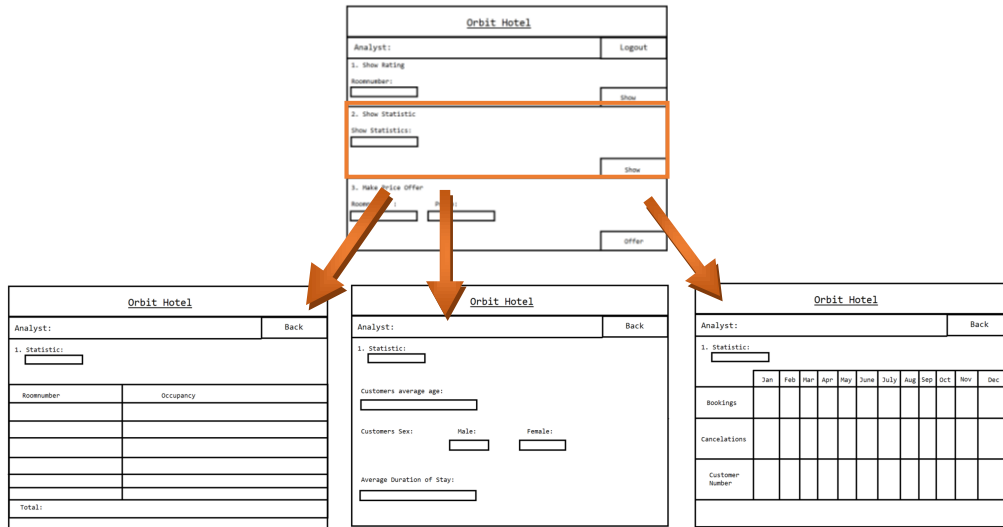 Orbit Hotel
Analyst: Logout
1. Show Rating
Roomnumber:
Show
2. Show Statistic
Show Statistics:
Show
3. Make Price Offer
Offer
Orbit Hotel
Analyst: Back
1. Statistic:
Roomnumber Occupancy
Total:
Orbit Hotel
Analyst: Back
1. Statistic:
Customers average age:
Customers Sex: Male: Female:
Average Duration of Stay:
Orbit Hotel
Analyst: Back
1. Statistic:
Jan Feb Mar Apr May June July Aug Sep Oct Nov Dec
Bookings
Cancelations
Customer
Number